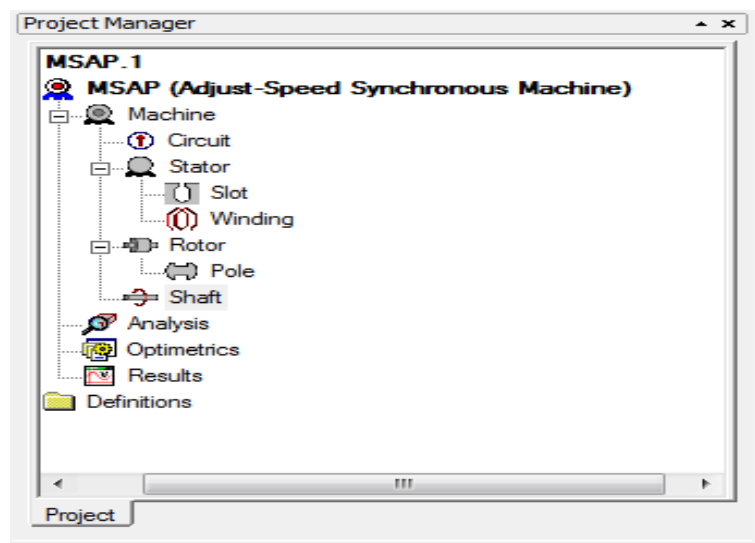 Project Manager
MSAP.1
MSAP (Adjust-Speed Synchronous Machine)
Machine
Circuit
Stator
Slot
Winding
Rotor
Pole
Shaft
Analysis
Optimetrics
Results
Definitions
Project